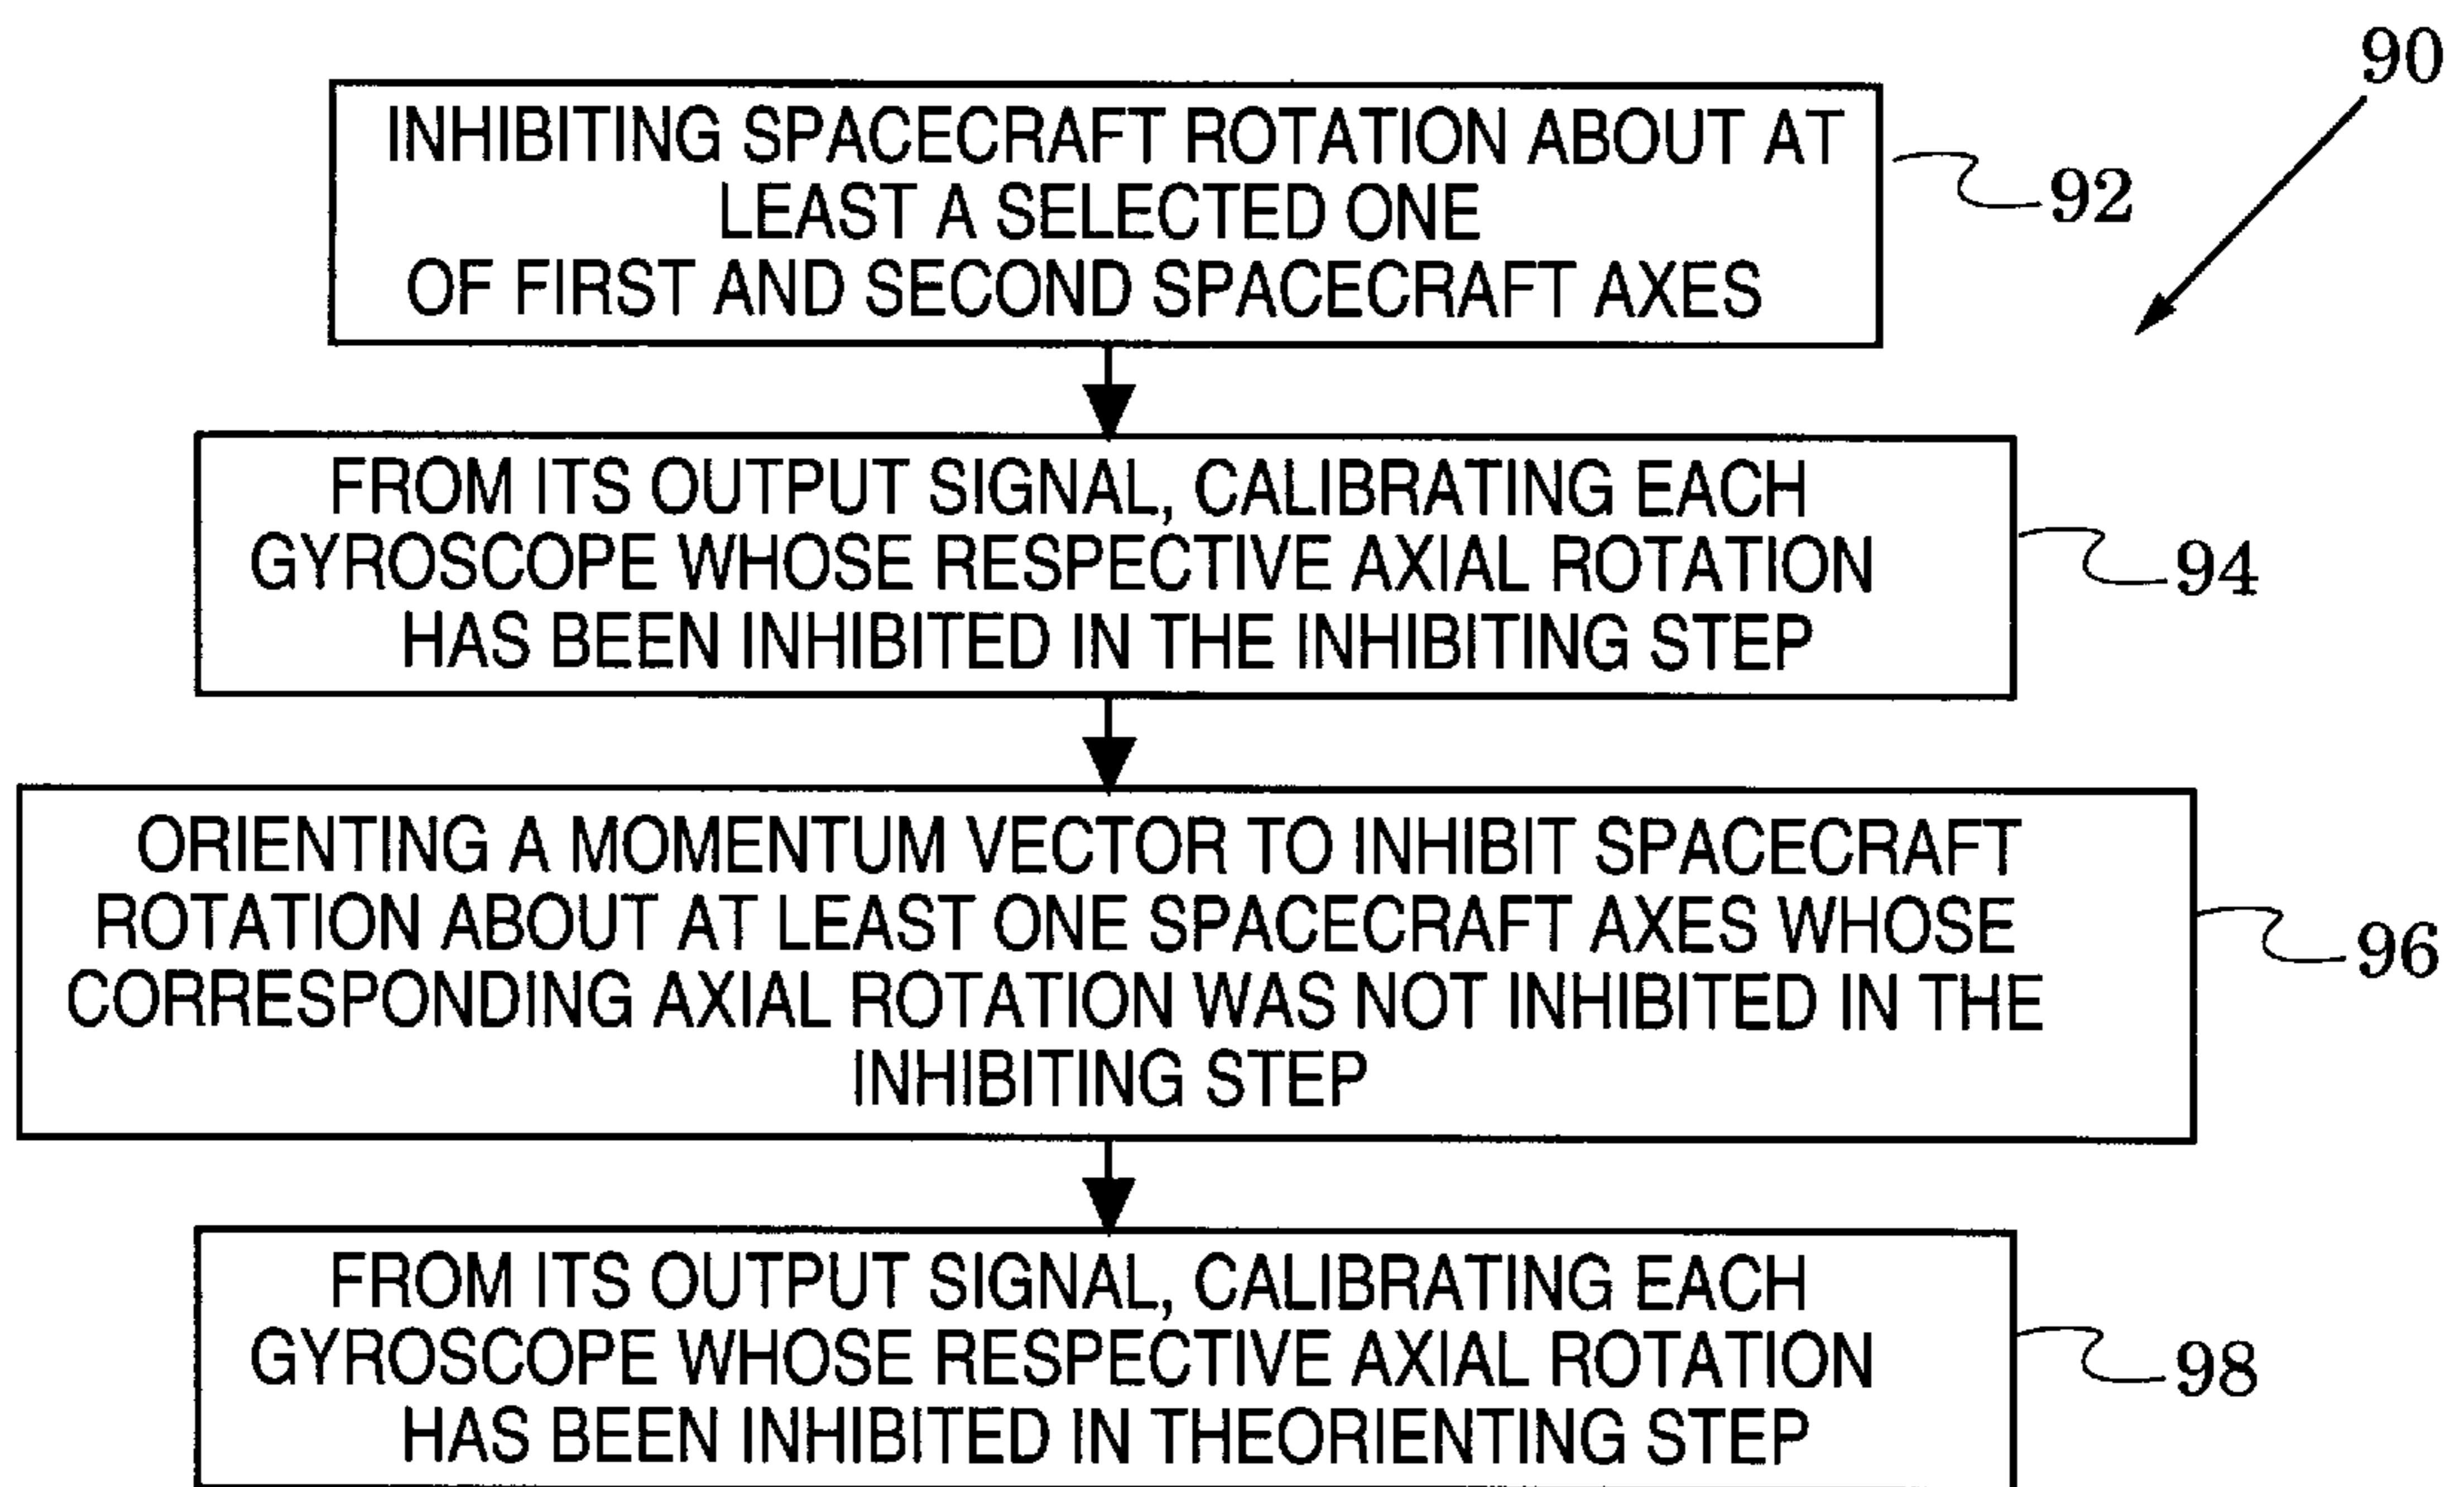 90
INHIBITING SPACECRAFT ROTATION ABOUT AT
LEAST A SELECTED ONE
OF FIRST AND SECOND SPACECRAFT AXES
92
FROM ITS OUTPUT SIGNAL, CALIBRATING EACH
GYROSCOPE WHOSE RESPECTIVE AXIAL ROTATION
HAS BEEN INHIBITED IN THE INHIBITING STEP
94
ORIENTING A MOMENTUM VECTOR TO INHIBIT SPACECRAFT
ROTATION ABOUT AT LEAST ONE SPACECRAFT AXES WHOSE
CORRESPONDING AXIAL ROTATION WAS NOT INHIBITED IN THE
INHIBITING STEP
96
FROM ITS OUTPUT SIGNAL, CALIBRATING EACH
GYROSCOPE WHOSE RESPECTIVE AXIAL ROTATION
HAS BEEN INHIBITED IN THEORIENTING STEP
98